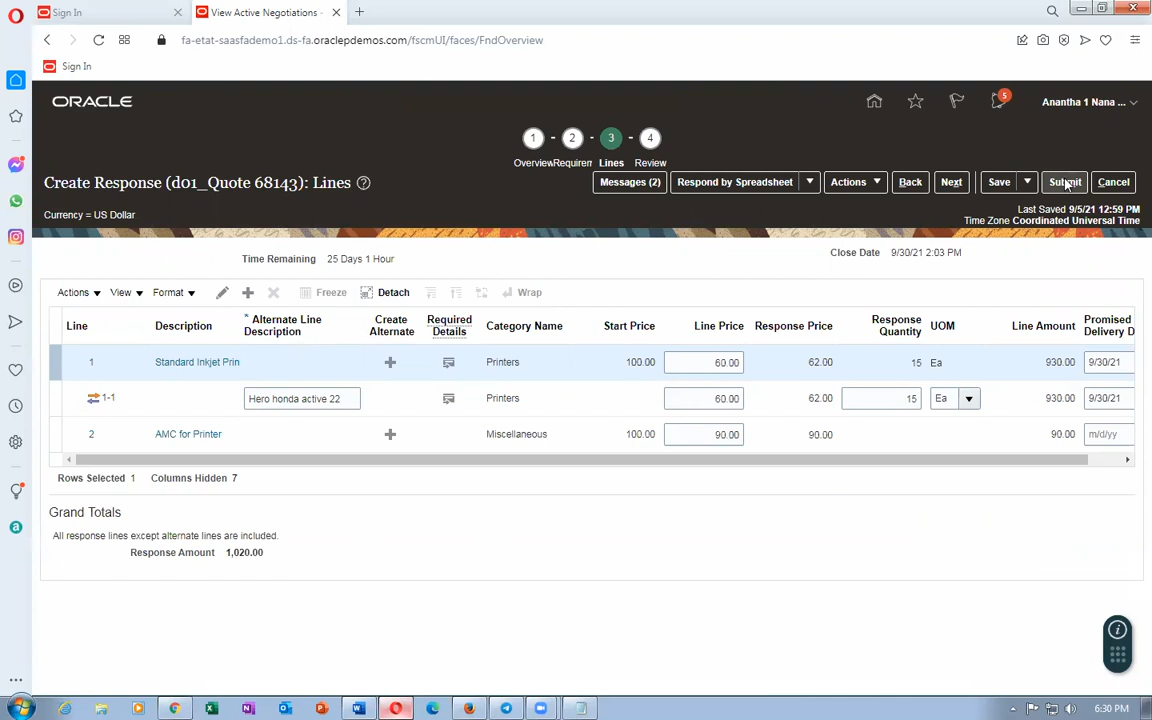 Sign In
View Active Negotiations -
fa-etat-saasfademo1.ds-fa.oraclepdemos.com/fscmUI/faces/FndOverview
Sign In
ORACLE
5
Anantha 1 Nana ...
1 2 3 4
Overview Requiren Lines Review
Create Response (d01_Quote 68143): Lines
Messages (2) Respond by Spreadsheet Actions Back Next Save Submit Cancel
Currency = US Dollar
Last Saved 9/5/21 12:59 PM
Time Zone Coordinated Universal Time
Time Remaining 25 Days 1 Hour
Close Date 9/30/21 2:03 PM
Actions View Format Freeze Detach Wrap
Line Description * Alternate Line Description Create Alternate Required Details Category Name Start Price Line Price Response Price Response Quantity UOM Line Amount Promised Delivery D
1 Standard Inkjet Prin Printers 100.00 60.00 62.00 15 Ea 930.00 9/30/21
1-1 Hero honda active 22 Printers 60.00 62.00 15 Ea 930.00 9/30/21
2 AMC for Printer Miscellaneous 100.00 90.00 90.00 90.00 m/d/yy
Rows Selected 1 Columns Hidden 7
Grand Totals
All response lines except alternate lines are included.
Response Amount 1,020.00
6:30 PM